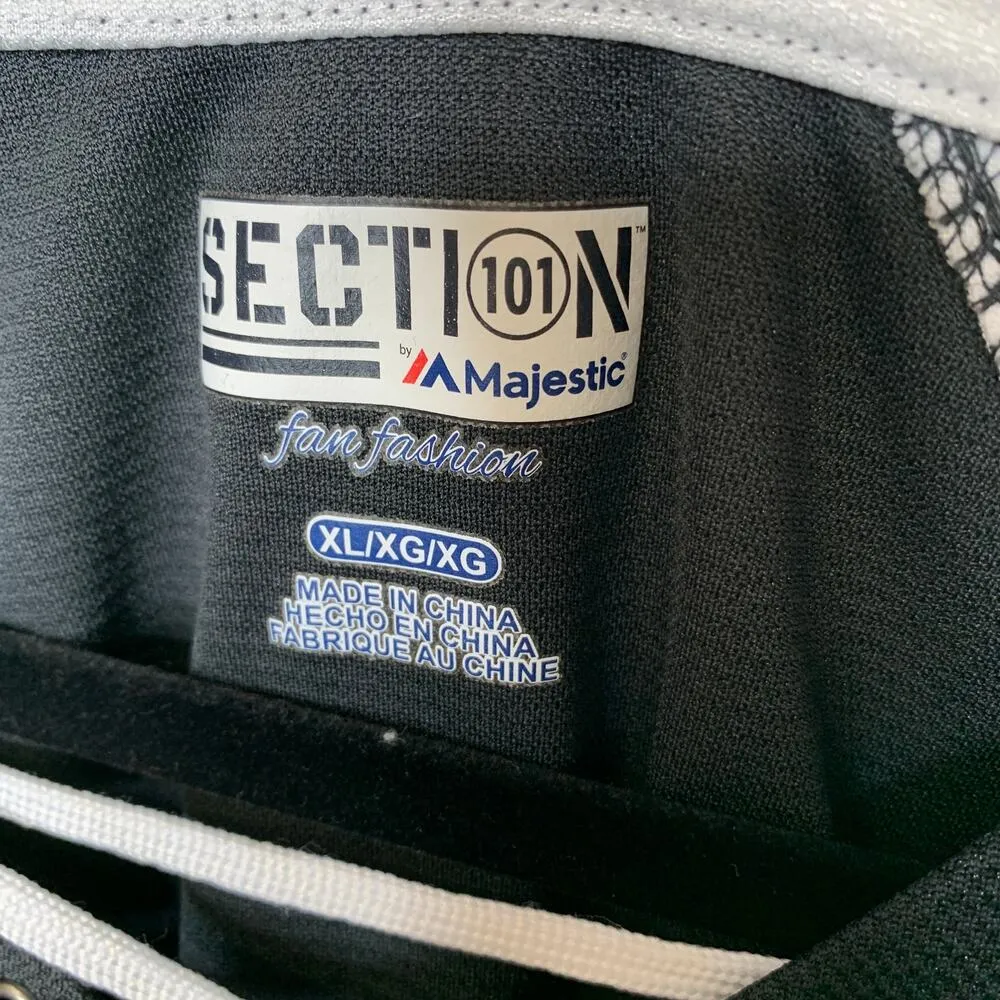 SECTI101N™
by Majestic®
fan fashion
XL/XG/XG
MADE IN CHINA
HECHO EN CHINA
FABRIQUE AU CHINE